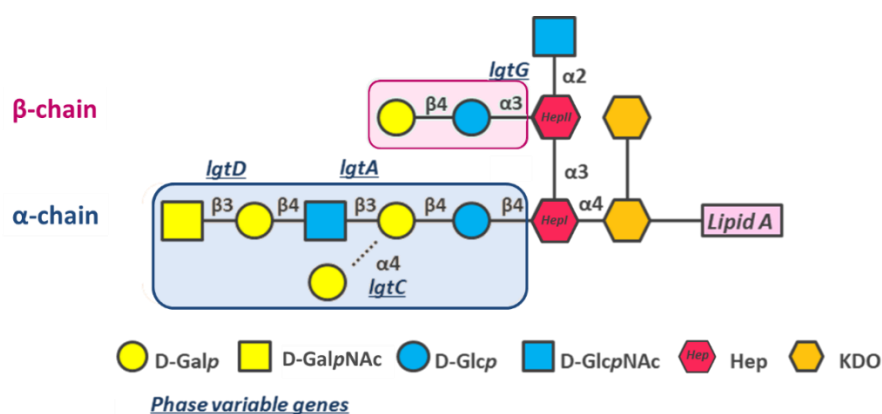 lgtG
α2
β-chain
β4
α3
HepII
lgtD
lgtA
α3
α-chain
β3
β4
β3
β4
β4
HepI
α4
Lipid A
α4
lgtC
D-Galp
D-GalpNAc
D-Glcp
D-GlcpNAc
Hep
Hep
KDO
Phase variable genes